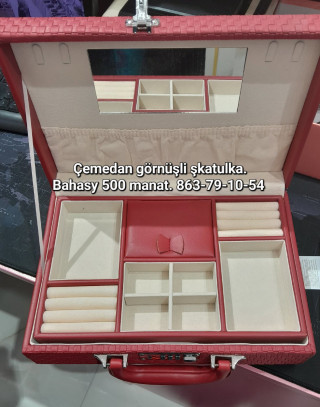 Çemedan görnüşli şkatulka.
Bahasy 500 manat. 863-79-10-54